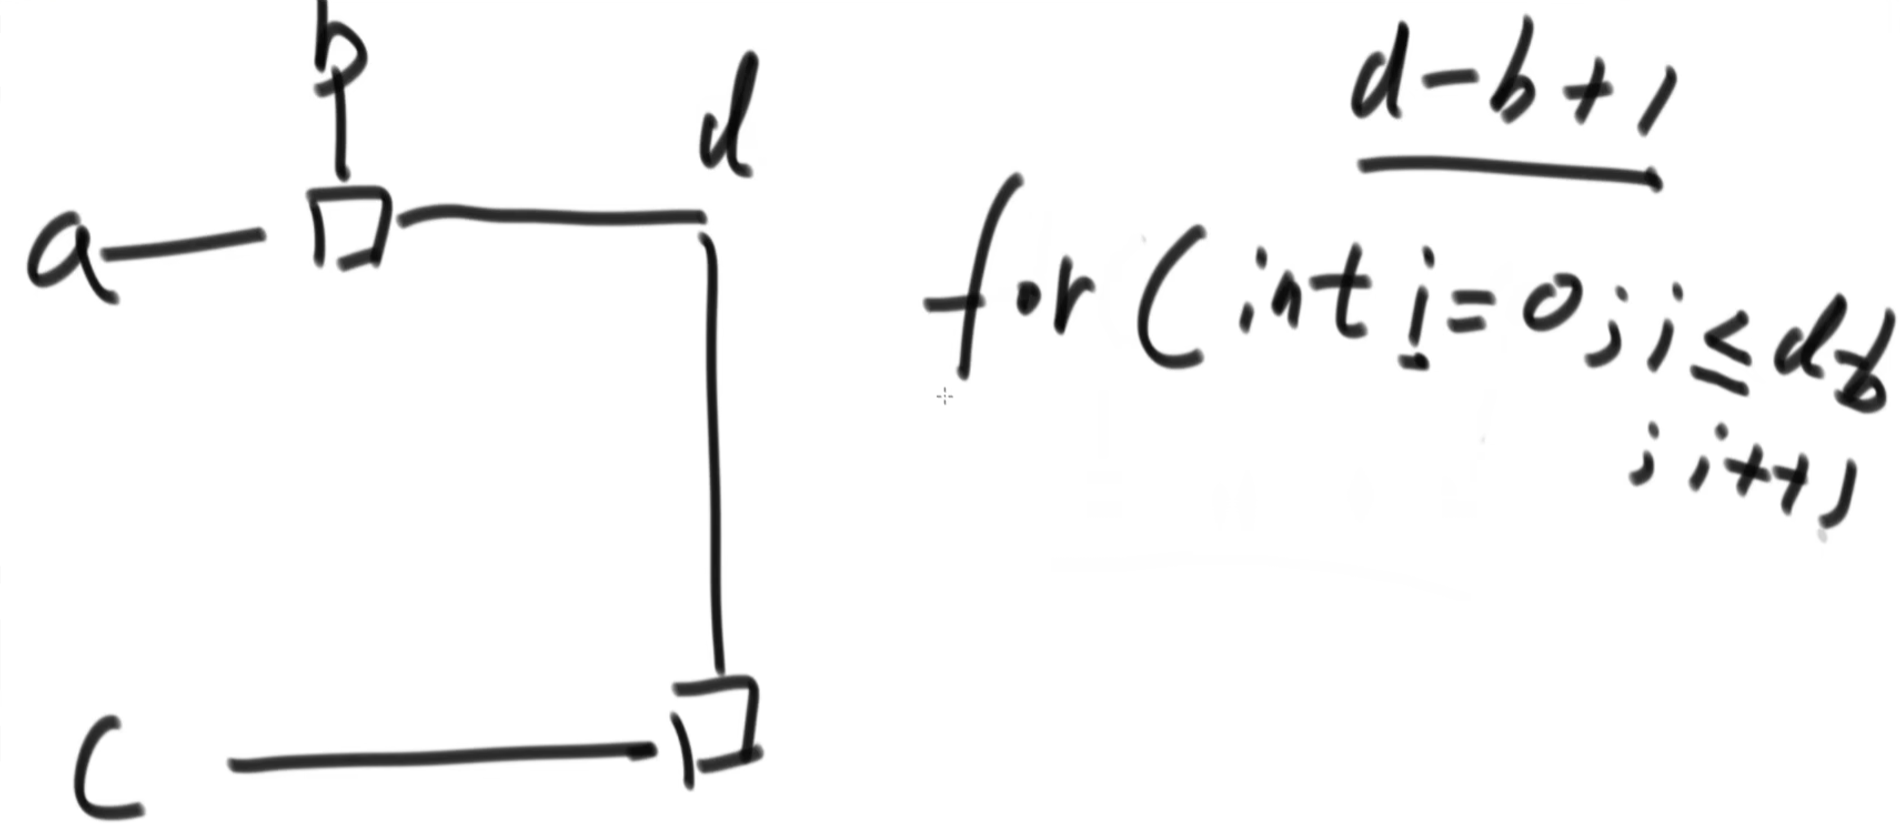 b
d
d-b+1
a
for(int i=0; i≤d-b
; i++)
c